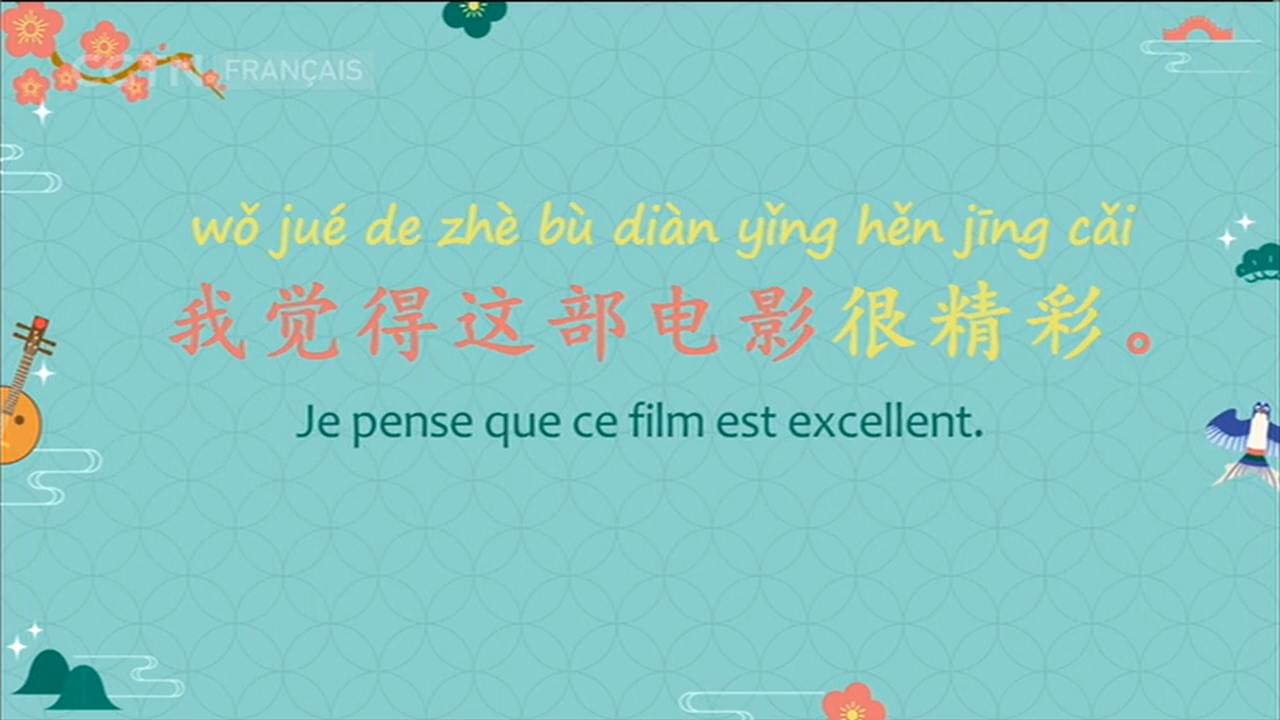 CGTN FRANÇAIS
wǒ jué de zhè bù diàn yǐng hěn jīng cǎi
我觉得这部电影很精彩。
Je pense que ce film est excellent.